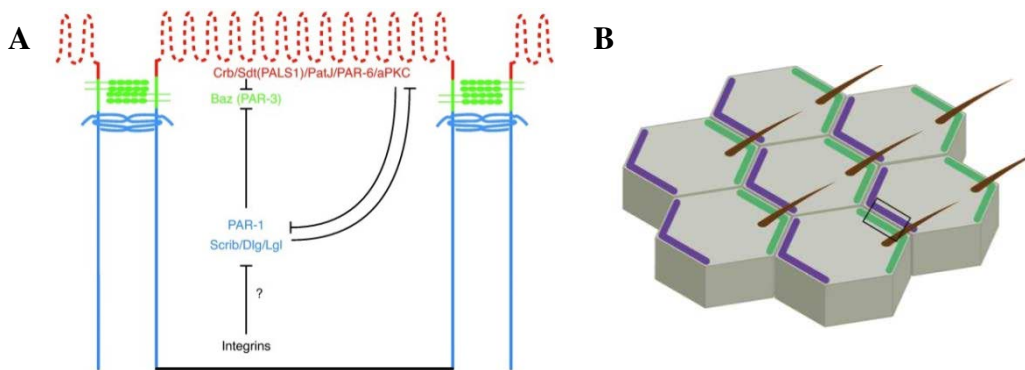 A
B
Crb/Sdt(PALS1)/PatJ/PAR-6/aPKC
Baz (PAR-3)
PAR-1
Scrib/Dlg/Lgl
?
Integrins